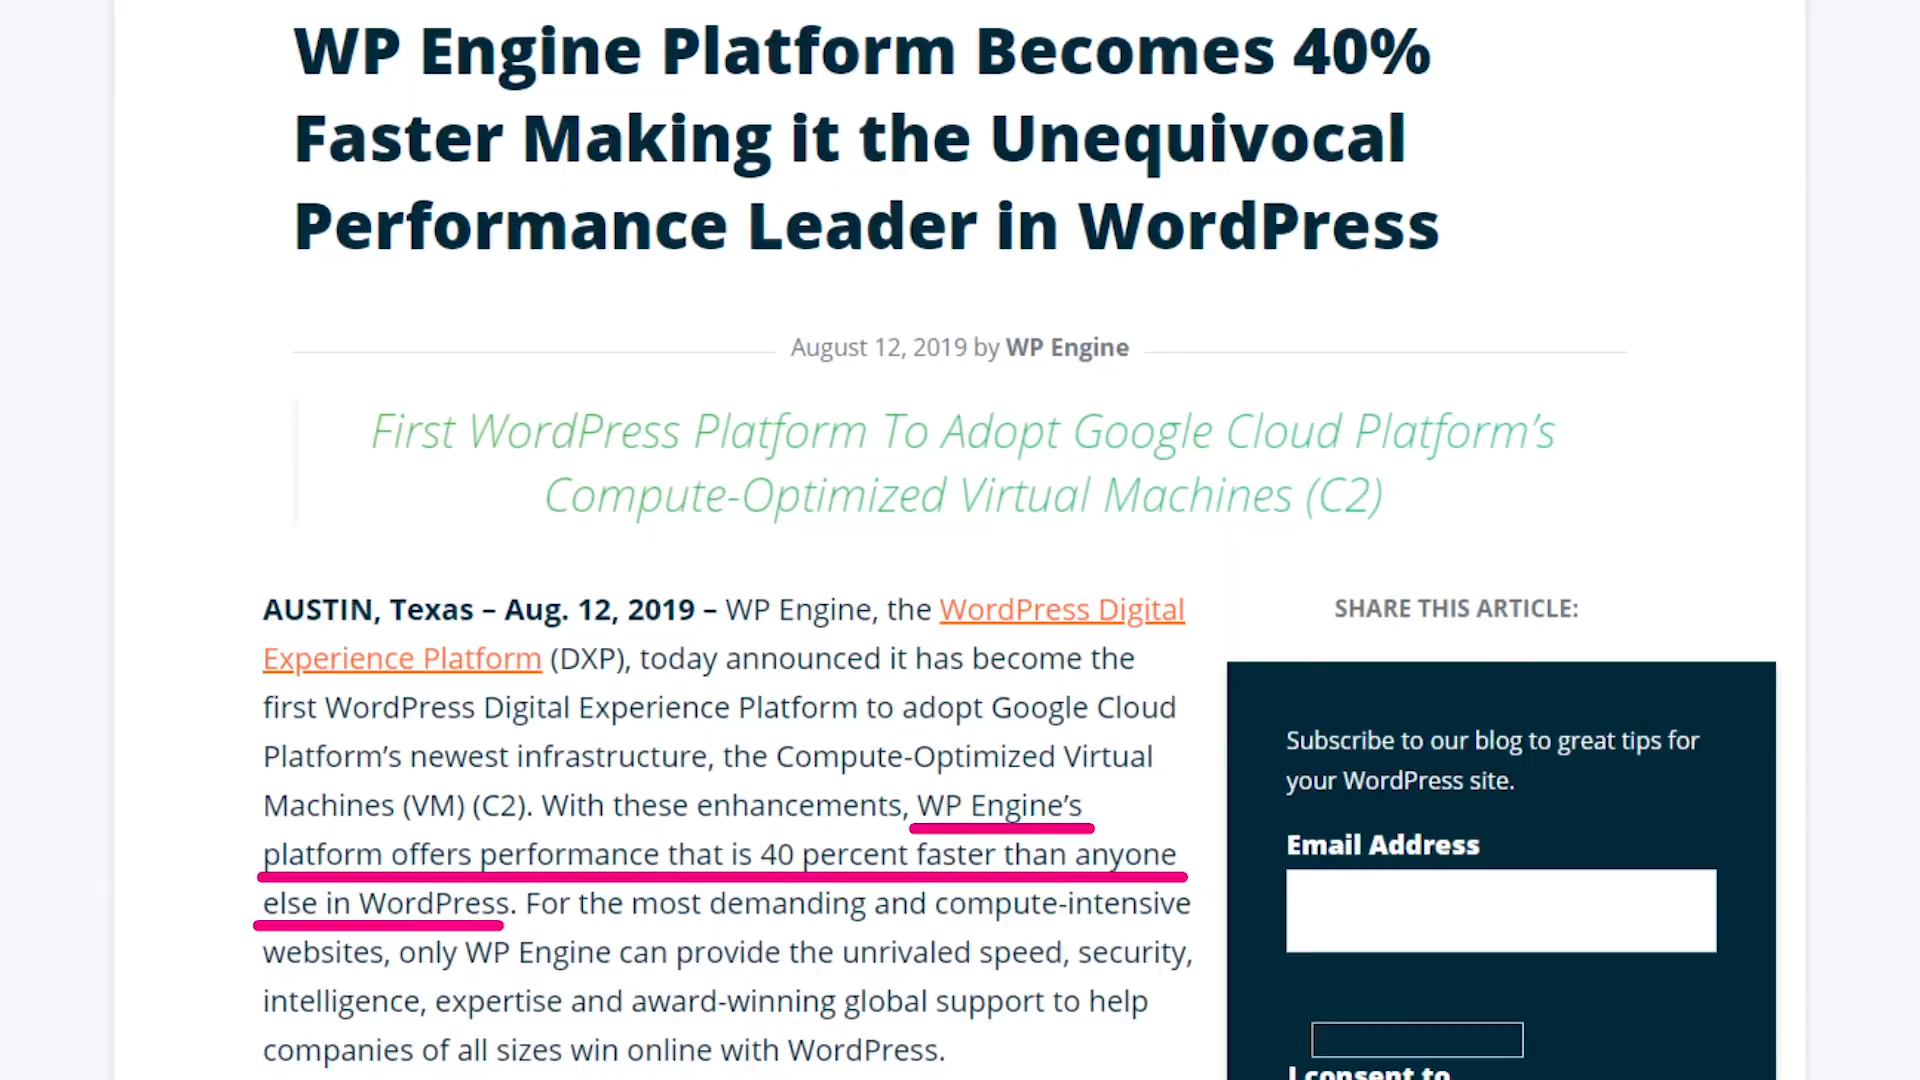 WP Engine Platform Becomes 40%
Faster Making it the Unequivocal
Performance Leader in WordPress
August 12, 2019 by WP Engine
First WordPress Platform To Adopt Google Cloud Platform’s
Compute-Optimized Virtual Machines (C2)
AUSTIN, Texas – Aug. 12, 2019 – WP Engine, the WordPress Digital
Experience Platform (DXP), today announced it has become the
first WordPress Digital Experience Platform to adopt Google Cloud
Platform’s newest infrastructure, the Compute-Optimized Virtual
Machines (VM) (C2). With these enhancements, WP Engine’s
platform offers performance that is 40 percent faster than anyone
else in WordPress. For the most demanding and compute-intensive
websites, only WP Engine can provide the unrivaled speed, security,
intelligence, expertise and award-winning global support to help
companies of all sizes win online with WordPress.
SHARE THIS ARTICLE:
Subscribe to our blog to great tips for
your WordPress site.
Email Address
I consent to